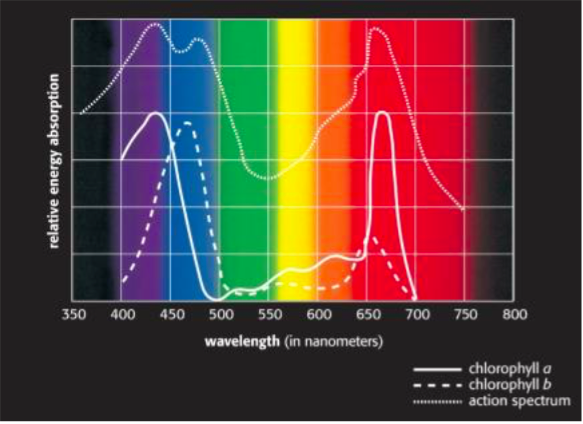 relative energy absorption
350 400 450 500 550 600 650 700 750 800
wavelength (in nanometers)
chlorophyll a
chlorophyll b
action spectrum